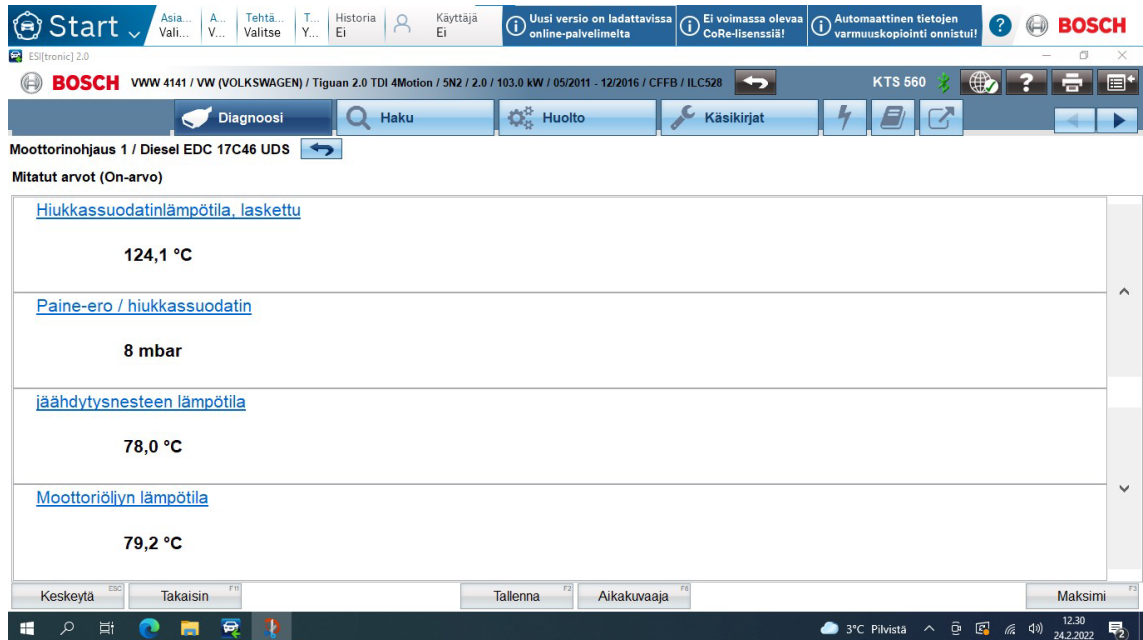 Start
Asia... A... Tehtä... T... Historia Käyttäjä
Vali... V... Valitse Y... Ei Ei
Uusi versio on ladattavissa online-palvelimelta
Ei voimassa olevaa CoRe-lisenssiä!
Automaattinen tietojen varmuuskopiointi onnistui!
?
BOSCH
ESI[tronic] 2.0
BOSCH VWW 4141 / VW (VOLKSWAGEN) / Tiguan 2.0 TDI 4Motion / 5N2 / 2.0 / 103.0 kW / 05/2011 - 12/2016 / CFFB / ILC528 KTS 560 ?
Diagnoosi Haku Huolto Käsikirjat
Moottorinohjaus 1 / Diesel EDC 17C46 UDS
Mitatut arvot (On-arvo)
Hiukkassuodatinlämpötila, laskettu
124,1 °C
Paine-ero / hiukkassuodatin
8 mbar
jäähdytysnesteen lämpötila
78,0 °C
Moottoriöljyn lämpötila
79,2 °C
Keskeytä ESC Takaisin F11 Tallenna F2 Aikakuvaaja F6 Maksimi F3
3°C Pilvistä 12.30
24.2.2022